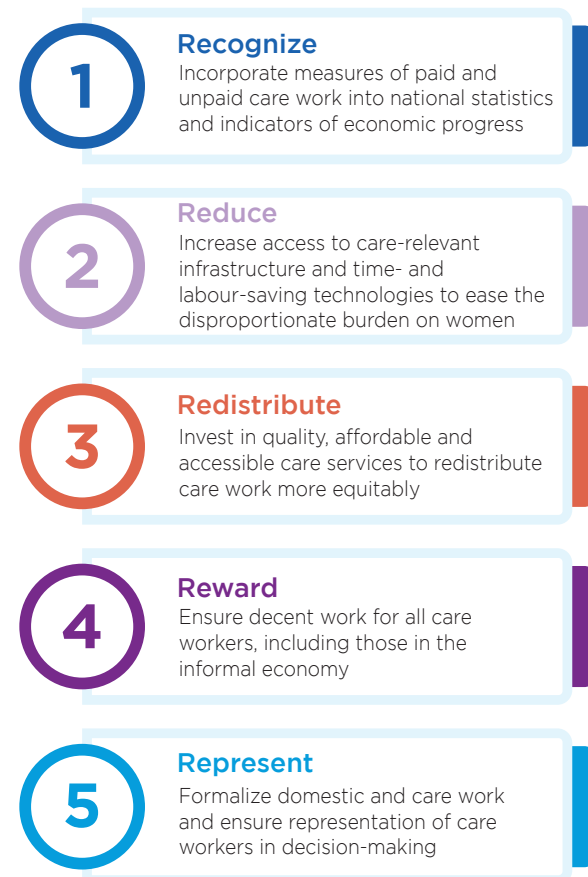 1
Recognize
Incorporate measures of paid and
unpaid care work into national statistics
and indicators of economic progress
2
Reduce
Increase access to care-relevant
infrastructure and time- and
labour-saving technologies to ease the
disproportionate burden on women
3
Redistribute
Invest in quality, affordable and
accessible care services to redistribute
care work more equitably
4
Reward
Ensure decent work for all care
workers, including those in the
informal economy
5
Represent
Formalize domestic and care work
and ensure representation of care
workers in decision-making